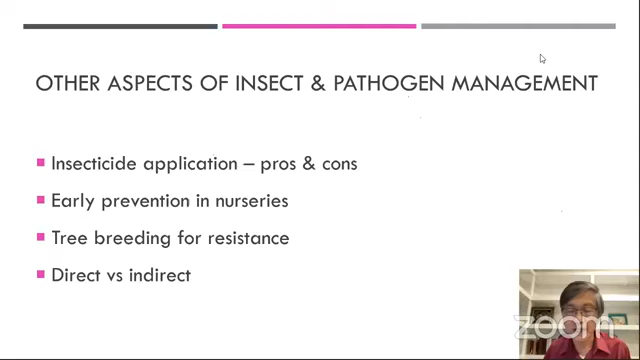 OTHER ASPECTS OF INSECT & PATHOGEN MANAGEMENT
Insecticide application – pros & cons
Early prevention in nurseries
Tree breeding for resistance
Direct vs indirect
zoom